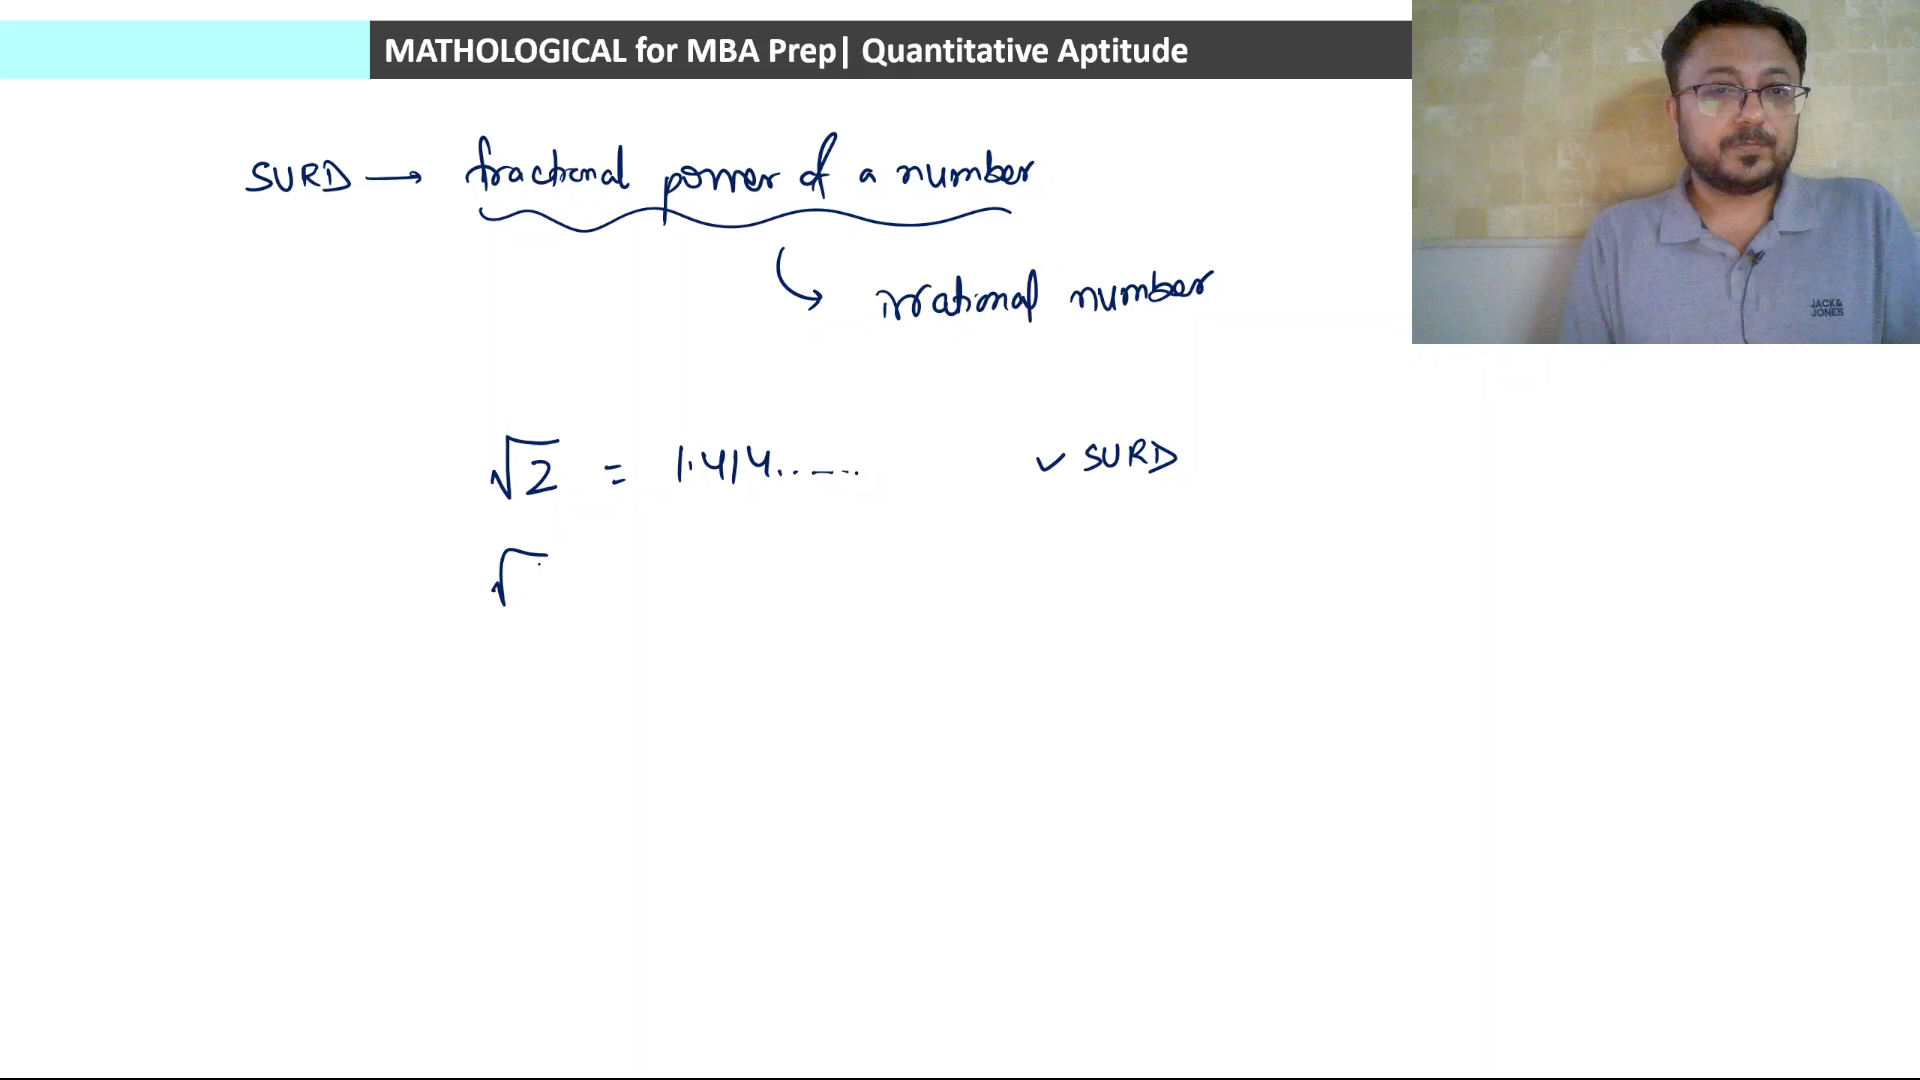 MATHOLOGICAL for MBA Prep| Quantitative Aptitude
SURD → fractional power of a number
irrational number
√2 = 1.414.......
✓ SURD
√
JACK&
JONES